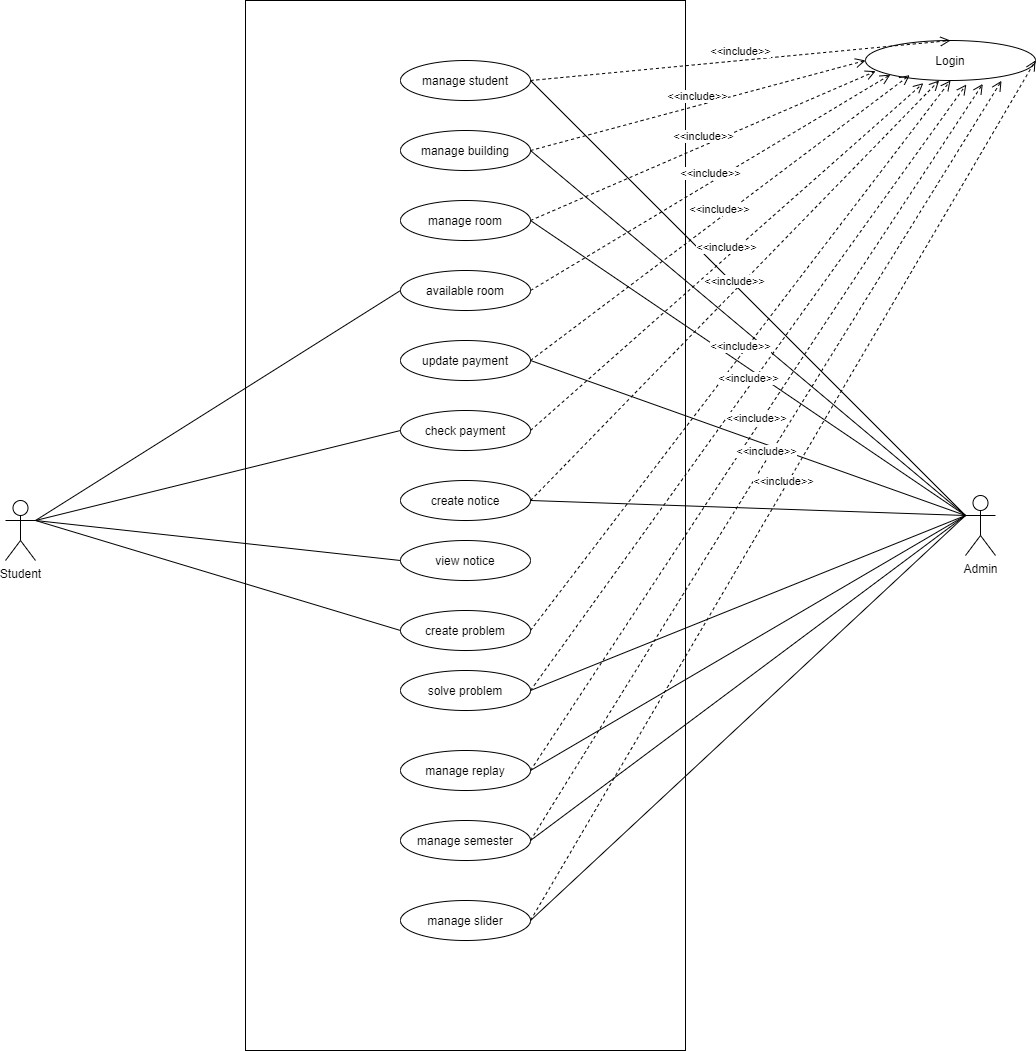 <<include>>
Login
manage student
<<include>>
<<include>>
manage building
<<include>>
<<include>>
manage room
<<include>>
<<include>>
available room
update payment
<<include>>
<<include>>
check payment
<<include>>
<<include>>
<<include>>
create notice
view notice
Student
Admin
create problem
solve problem
manage replay
manage semester
manage slider